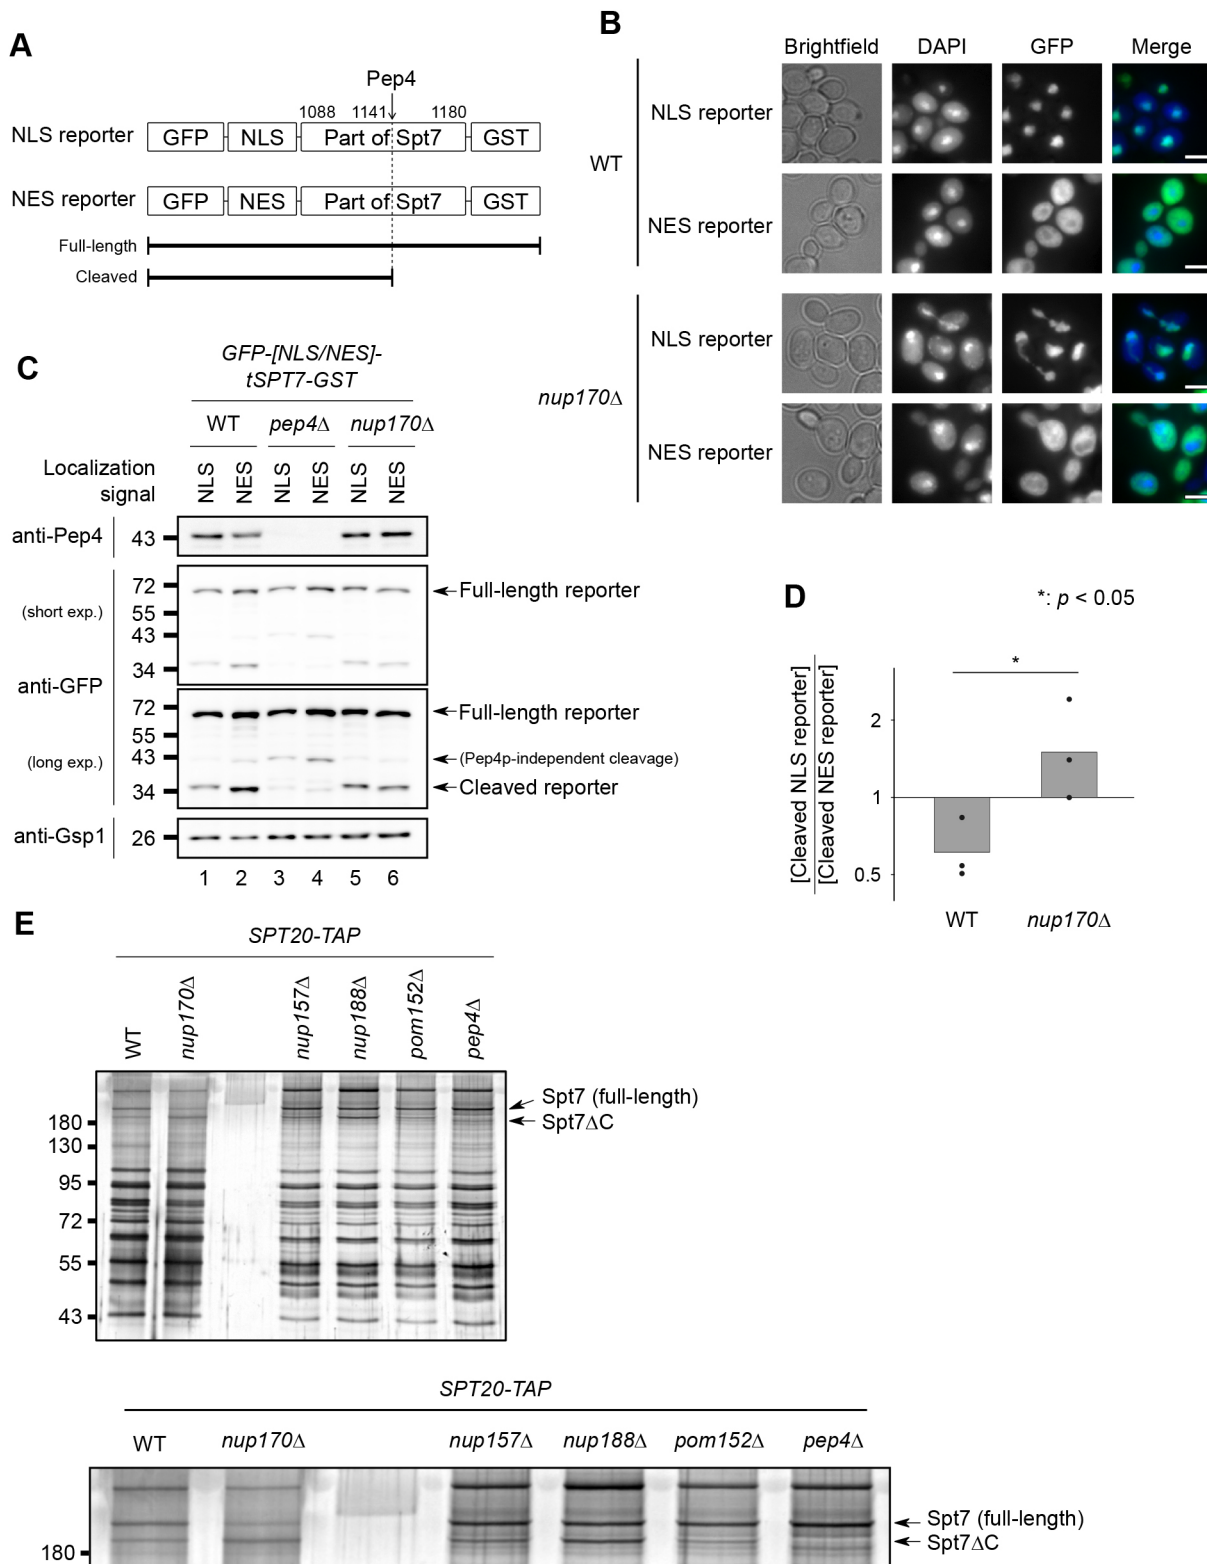 A
Pep4
1088 1141 1180
NLS reporter GFP NLS Part of Spt7 GST
NES reporter GFP NES Part of Spt7 GST
Full-length
Cleaved
B
Brightfield DAPI GFP Merge
WT
NLS reporter
NES reporter
nup170Δ
NLS reporter
NES reporter
C
GFP-[NLS/NES]-
tSPT7-GST
WT pep4Δ nup170Δ
Localization
signal
NLS NES NLS NES NLS NES
anti-Pep4 43
anti-GFP
(short exp.)
72
55
43
34
Full-length reporter
(long exp.)
72
55
43
34
Full-length reporter
(Pep4p-independent cleavage)
Cleaved reporter
anti-Gsp1 26
1 2 3 4 5 6
D
*: p < 0.05
[Cleaved NLS reporter]
[Cleaved NES reporter]
*
2
1
0.5
WT nup170Δ
E
SPT20-TAP
WT nup170Δ nup157Δ nup188Δ pom152Δ pep4Δ
180
130
95
72
55
43
Spt7 (full-length)
Spt7ΔC
SPT20-TAP
WT nup170Δ nup157Δ nup188Δ pom152Δ pep4Δ
180
Spt7 (full-length)
Spt7ΔC